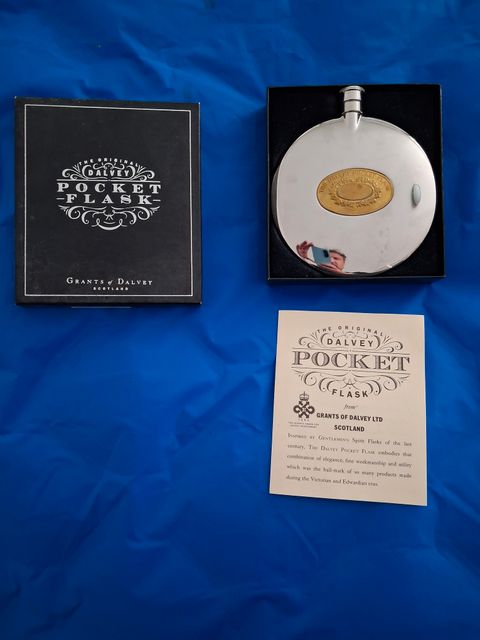 THE ORIGINAL
DALVEY
POCKET
FLASK
GRANTS of DALVEY
SCOTLAND
THE ORIGINAL
DALVEY
POCKET
FLASK
from
GRANTS OF DALVEY LTD
SCOTLAND
INSPIRED BY GENTLEMEN'S Spirit Flasks of the last
century, THE DALVEY POCKET FLASK embodies that
combination of elegance, fine workmanship and utility
which was the hall-mark of so many products made
during the Victorian and Edwardian eras.